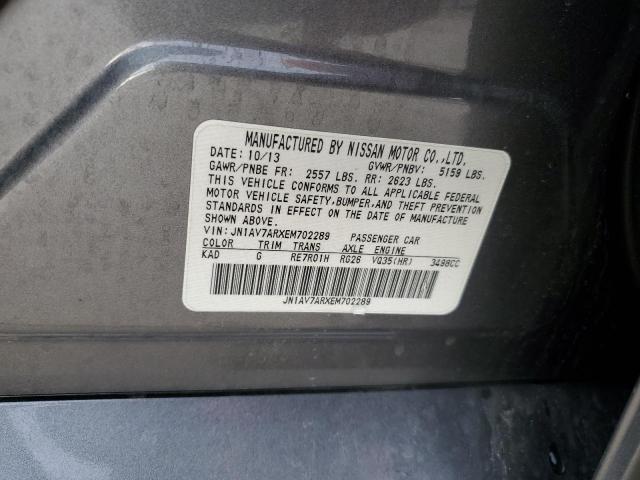 MANUFACTURED BY NISSAN MOTOR CO.,LTD.
DATE: 10/13 GVWR/PNBV: 5159 LBS.
GAWR/PNBE FR: 2557 LBS. RR: 2623 LBS.
THIS VEHICLE CONFORMS TO ALL APPLICABLE FEDERAL
MOTOR VEHICLE SAFETY,BUMPER,AND THEFT PREVENTION
STANDARDS IN EFFECT ON THE DATE OF MANUFACTURE
SHOWN ABOVE.
VIN: JN1AV7ARXEM702289 PASSENGER CAR
COLOR TRIM TRANS AXLE ENGINE
KAD G RE7R01H RG26 VQ35(HR) 3498CC
JN1AV7ARXEM702289